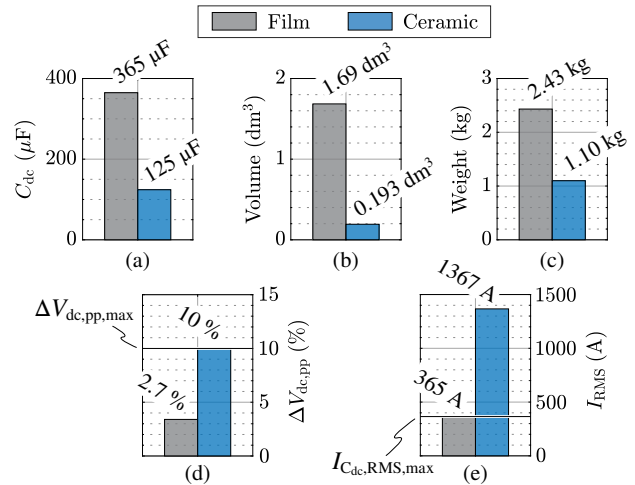 Film Ceramic
365 μF
125 μF
C_dc (μF)
400
200
0
(a)
1.69 dm³
0.193 dm³
Volume (dm³)
2
1
0
(b)
2.43 kg
1.10 kg
Weight (kg)
3
2
1
0
(c)
ΔV_dc,pp,max
2.7 %
10 %
15
10
5
0
ΔV_dc,pp (%)
(d)
1367 A
365 A
I_Cdc,RMS,max
1500
1000
500
0
I_RMS (A)
(e)